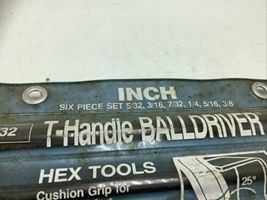 INCH
SIX PIECE SET 5/32, 3/16, 7/32, 1/4, 5/16, 3/8
/32 T-Handle BALLDRIVER
HEX TOOLS
Cushion Grip for
25°